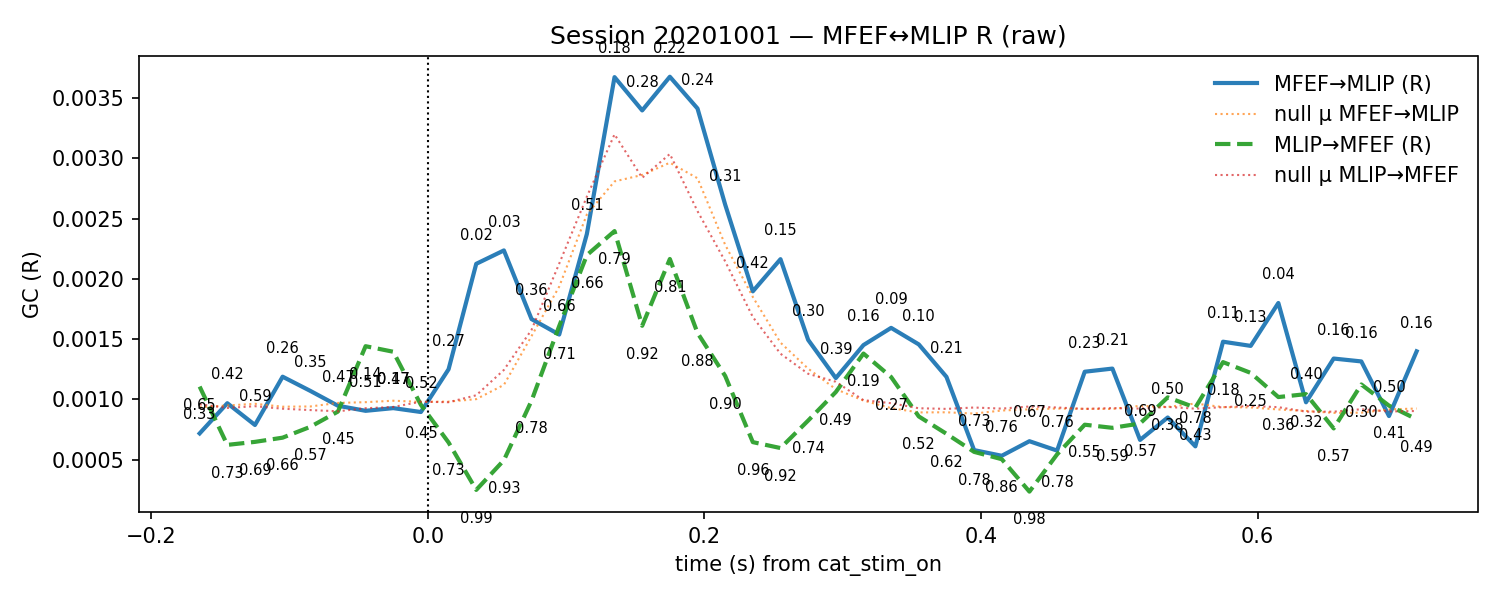 Session 20201001 — MFEF↔MLIP R (raw)
GC (R)
0.0035
0.0030
0.0025
0.0020
0.0015
0.0010
0.0005
MFEF→MLIP (R)
null μ MFEF→MLIP
MLIP→MFEF (R)
null μ MLIP→MFEF
0.65 0.42 0.59 0.26 0.35 0.47 0.51 0.47 0.52 0.27 0.02 0.03 0.36 0.66 0.51 0.18 0.28 0.22 0.24 0.31 0.42 0.15 0.30 0.39 0.16 0.09 0.10 0.21 0.73 0.76 0.67 0.76 0.23 0.21 0.69 0.50 0.78 0.11 0.13 0.04 0.40 0.16 0.16 0.50 0.16
0.73 0.69 0.66 0.57 0.45 0.14 0.17 0.45 0.73 0.99 0.93 0.78 0.71 0.66 0.79 0.92 0.81 0.88 0.90 0.96 0.92 0.74 0.49 0.19 0.27 0.52 0.62 0.78 0.86 0.98 0.78 0.55 0.59 0.57 0.43 0.18 0.25 0.36 0.32 0.57 0.30 0.41 0.49
−0.2 0.0 0.2 0.4 0.6
time (s) from cat_stim_on